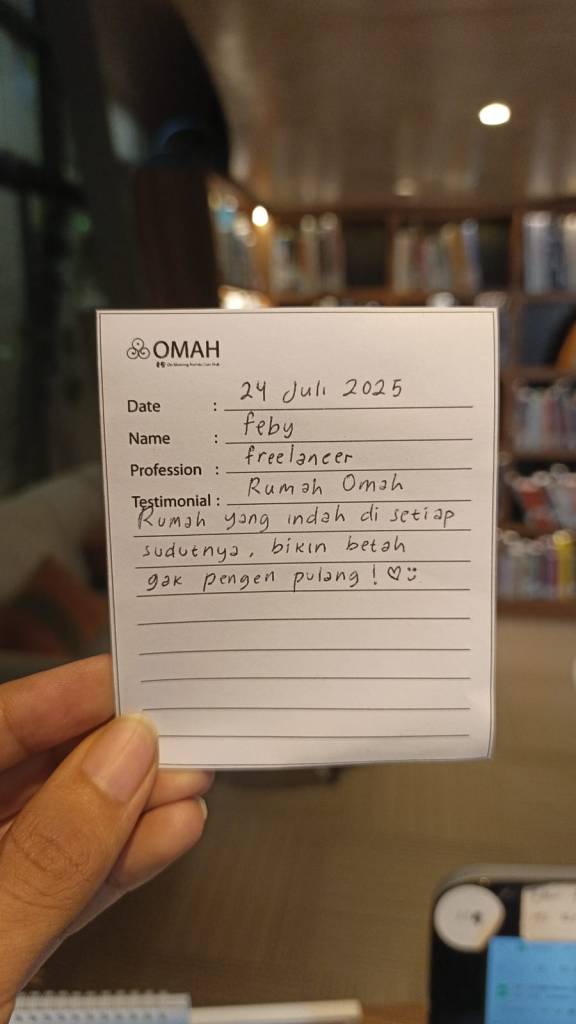 OMAH
Date : 24 Juli 2025
Name : feby
Profession : freelancer
Testimonial : Rumah Omah
Rumah yang indah di setiap
sudutnya, bikin betah
gak pengen pulang! ♡☺